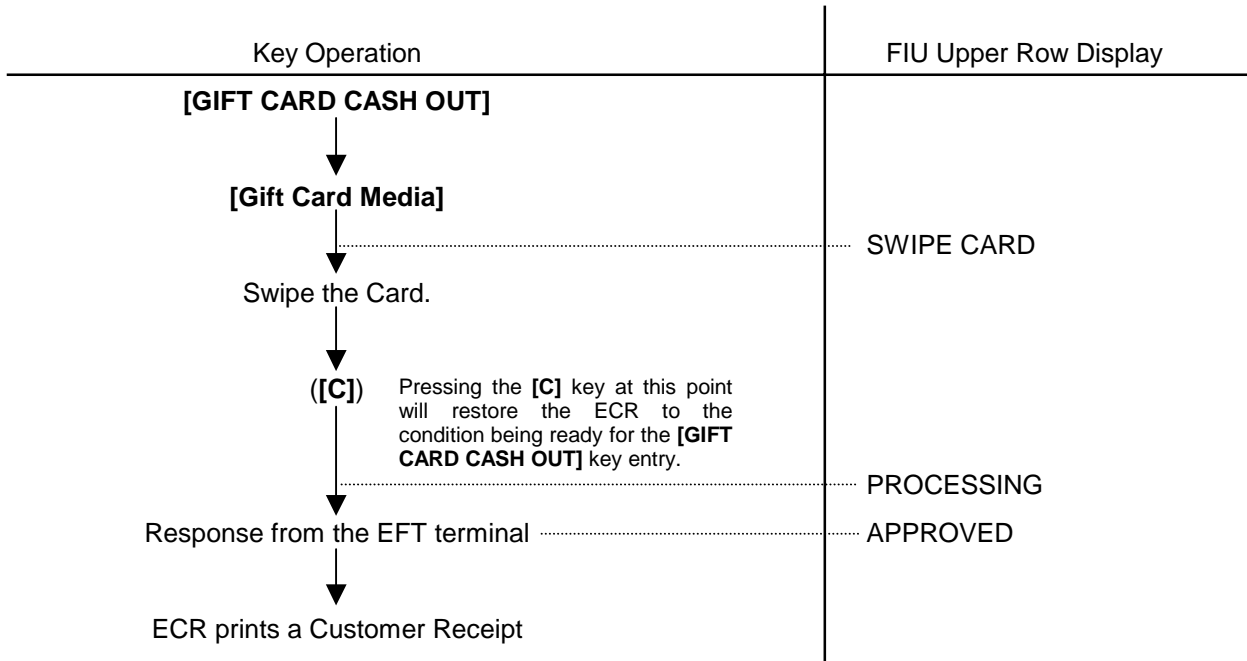 Key Operation
FIU Upper Row Display
[GIFT CARD CASH OUT]
[Gift Card Media]
SWIPE CARD
Swipe the Card.
([C])
Pressing the [C] key at this point
will restore the ECR to the
condition being ready for the [GIFT
CARD CASH OUT] key entry.
PROCESSING
Response from the EFT terminal
APPROVED
ECR prints a Customer Receipt